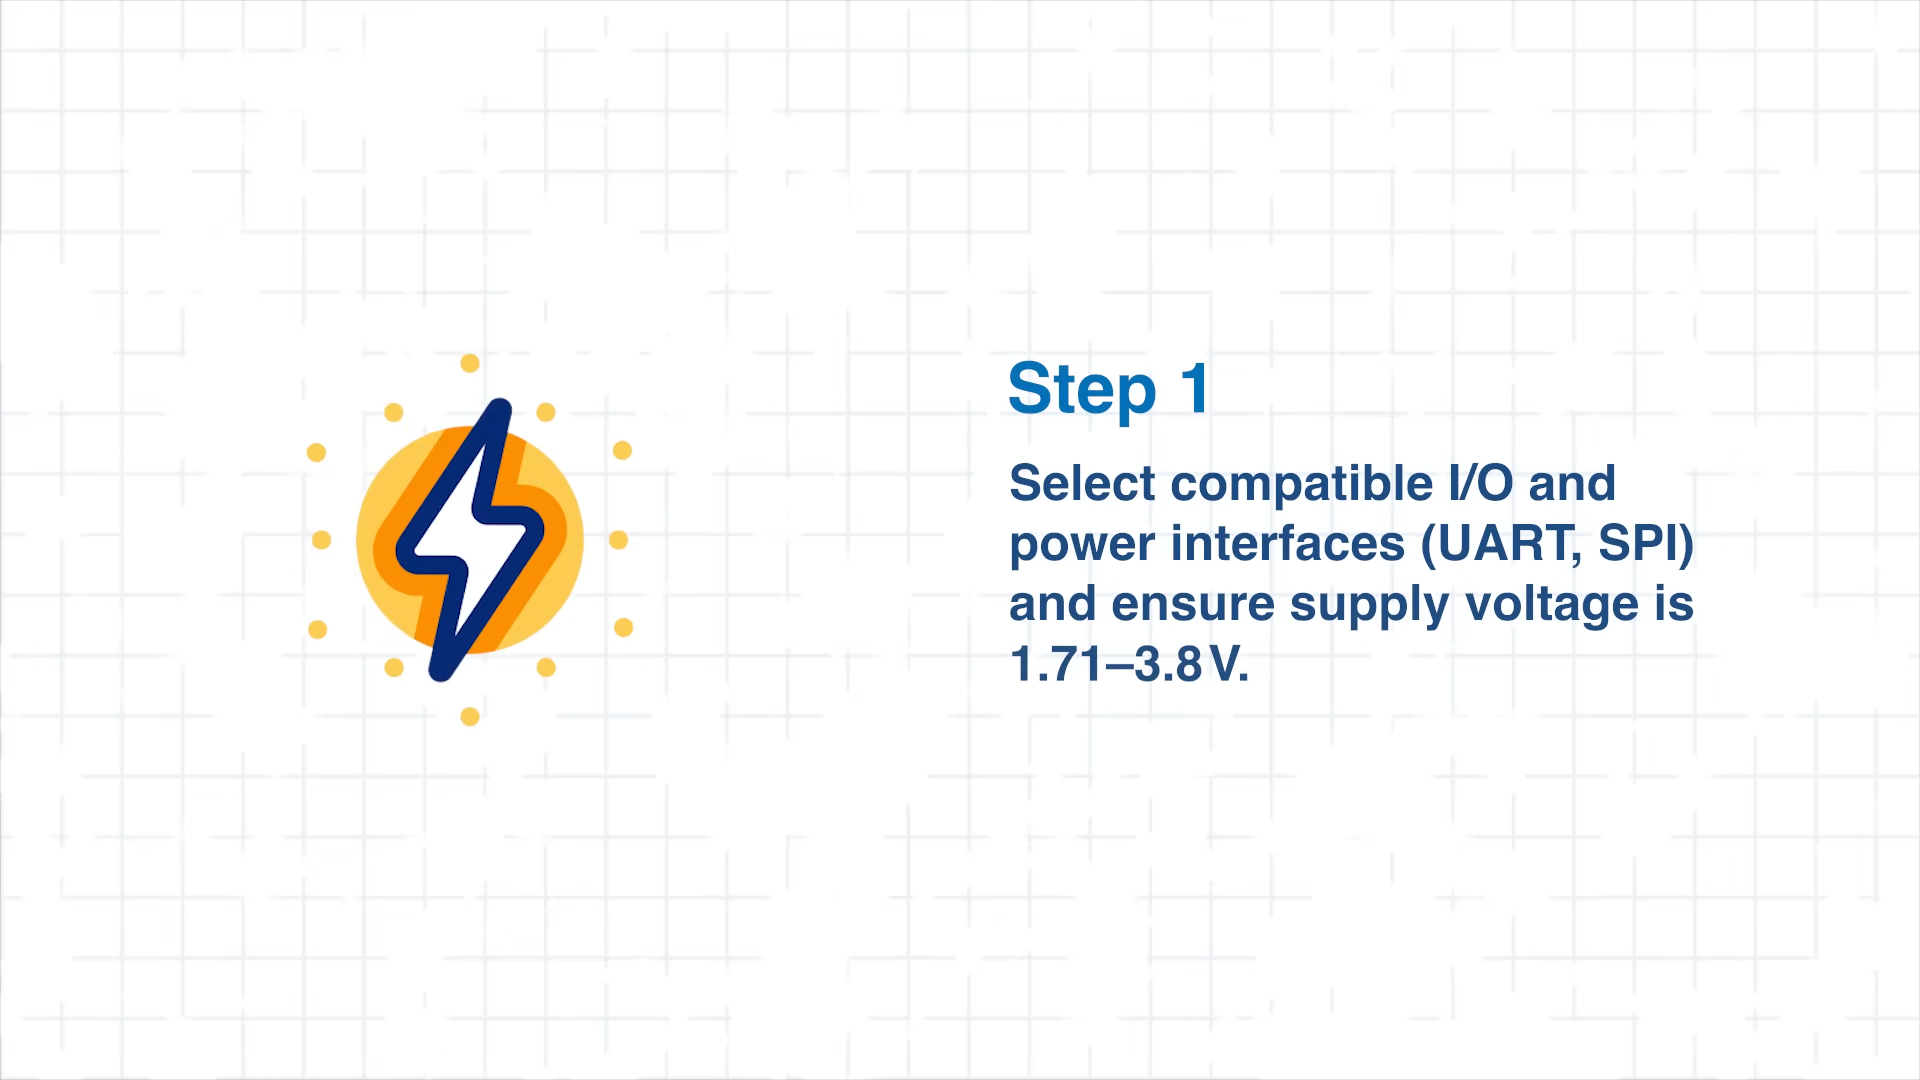 Step 1
Select compatible I/O and
power interfaces (UART, SPI)
and ensure supply voltage is
1.71–3.8 V.